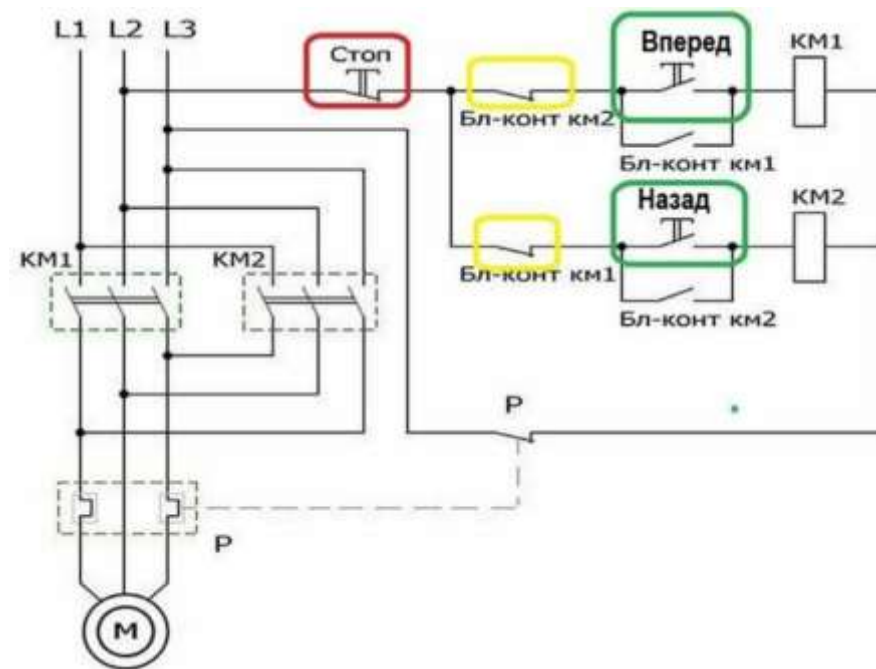 L1 L2 L3
Стоп
Вперед
КМ1
Бл-конт км2
Бл-конт км1
Назад
КМ2
КМ1
КМ2
Бл-конт км1
Бл-конт км2
Р
Р
М